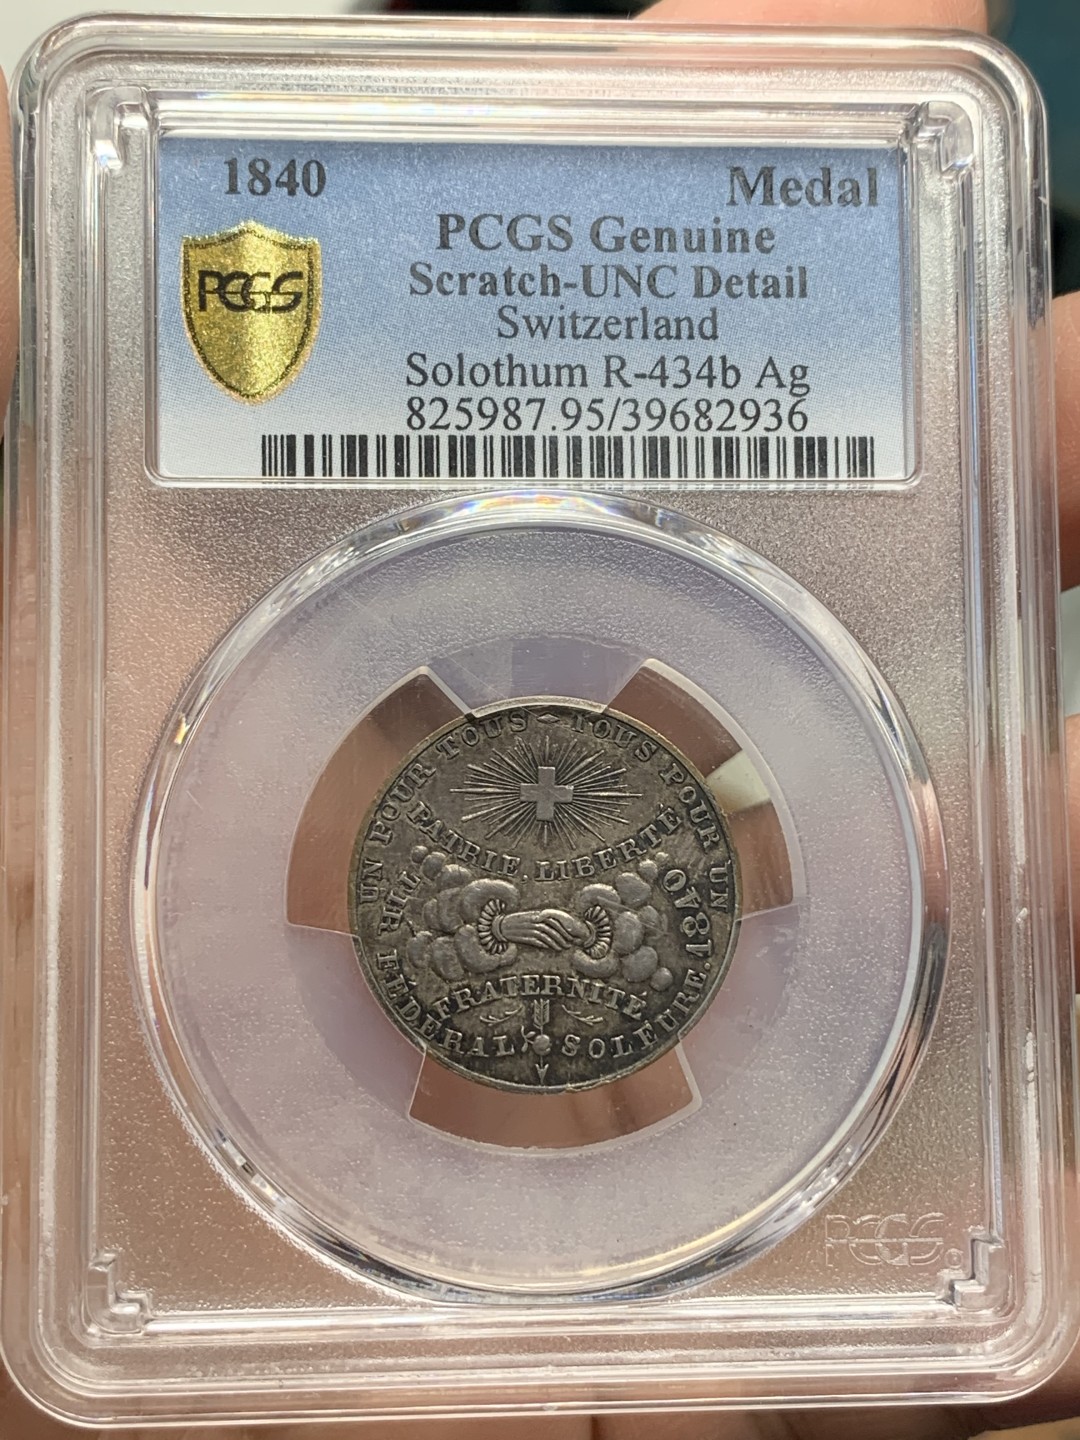 1840
Medal
PCGS
PCGS Genuine
Scratch-UNC Detail
Switzerland
Solothum R-434b Ag
825987.95/39682936
UN POUR TOUS - TOUS POUR UN
PATRIE. LIBERTÉ
FRATERNITÉ
TIR FÉDÉRAL SOLEURE. 1840
PCGS